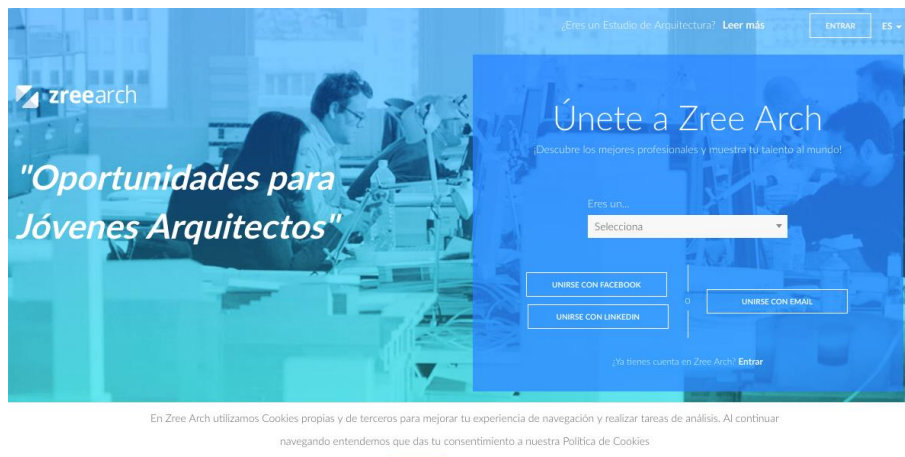 ¿Eres un Estudio de Arquitectura? Leer más
ENTRAR
ES
zreearch
"Oportunidades para
Jóvenes Arquitectos"
Únete a Zree Arch
¡Descubre los mejores profesionales y muestra tu talento al mundo!
Eres un...
Selecciona
UNIRSE CON FACEBOOK
UNIRSE CON LINKEDIN
O
UNIRSE CON EMAIL
¿Ya tienes cuenta en Zree Arch? Entrar
En Zree Arch utilizamos Cookies propias y de terceros para mejorar tu experiencia de navegación y realizar tareas de análisis. Al continuar
navegando entendemos que das tu consentimiento a nuestra Política de Cookies